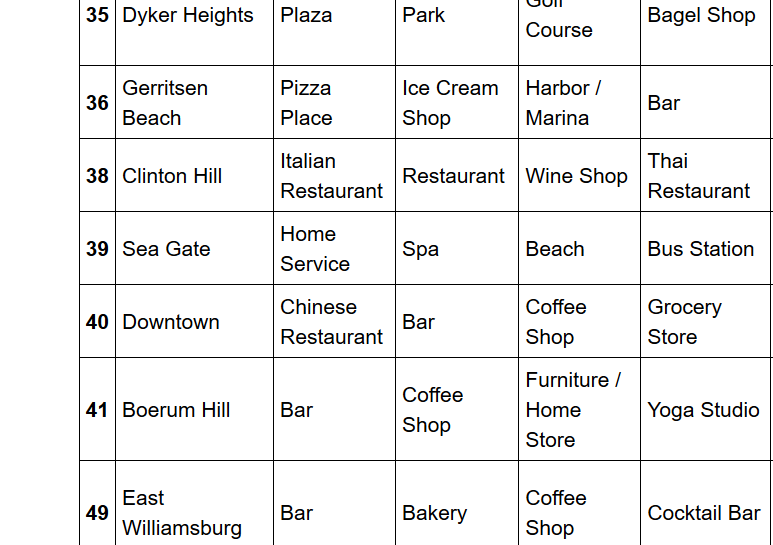 35 Dyker Heights Plaza Park Golf Course Bagel Shop
36 Gerritsen Beach Pizza Place Ice Cream Shop Harbor / Marina Bar
38 Clinton Hill Italian Restaurant Restaurant Wine Shop Thai Restaurant
39 Sea Gate Home Service Spa Beach Bus Station
40 Downtown Chinese Restaurant Bar Coffee Shop Grocery Store
41 Boerum Hill Bar Coffee Shop Furniture / Home Store Yoga Studio
49 East Williamsburg Bar Bakery Coffee Shop Cocktail Bar